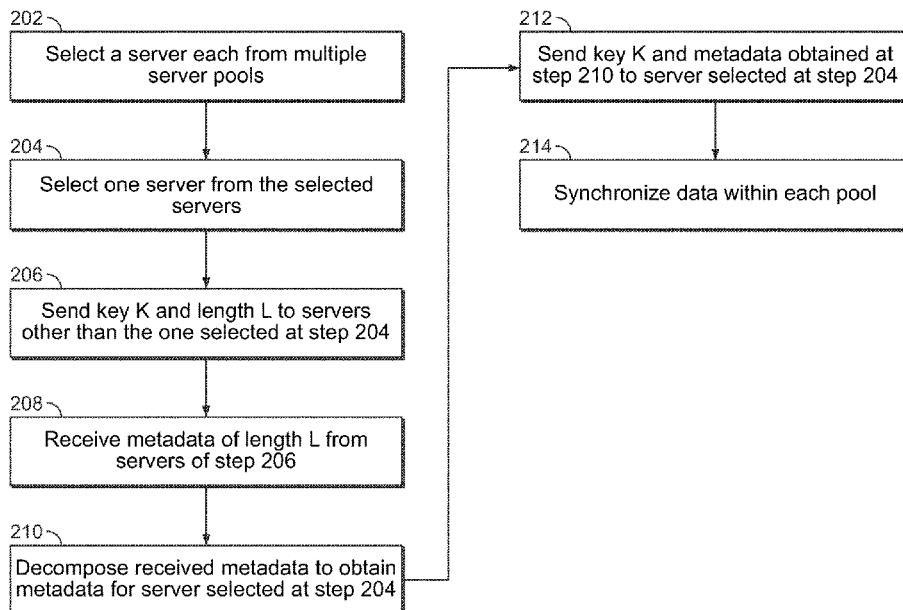 202
Select a server each from multiple
server pools
204
Select one server from the selected
servers
206
Send key K and length L to servers
other than the one selected at step 204
208
Receive metadata of length L from
servers of step 206
210
Decompose received metadata to obtain
metadata for server selected at step 204
212
Send key K and metadata obtained at
step 210 to server selected at step 204
214
Synchronize data within each pool